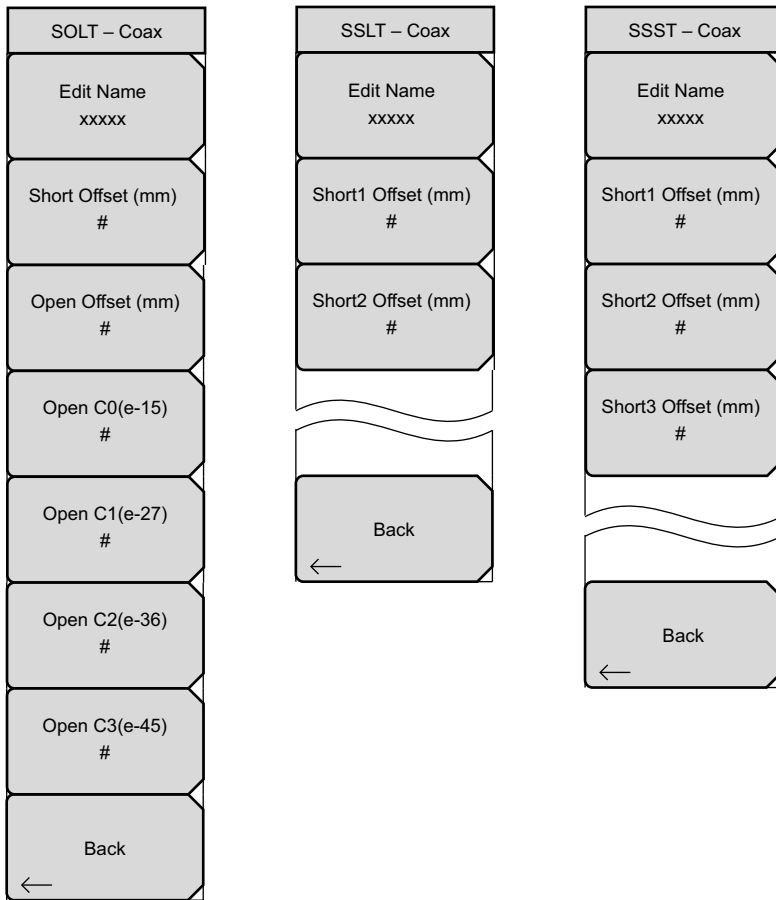 SOLT – Coax
Edit Name
xxxxx
Short Offset (mm)
#
Open Offset (mm)
#
Open C0(e-15)
#
Open C1(e-27)
#
Open C2(e-36)
#
Open C3(e-45)
#
Back
SSLT – Coax
Edit Name
xxxxx
Short1 Offset (mm)
#
Short2 Offset (mm)
#
Back
SSST – Coax
Edit Name
xxxxx
Short1 Offset (mm)
#
Short2 Offset (mm)
#
Short3 Offset (mm)
#
Back